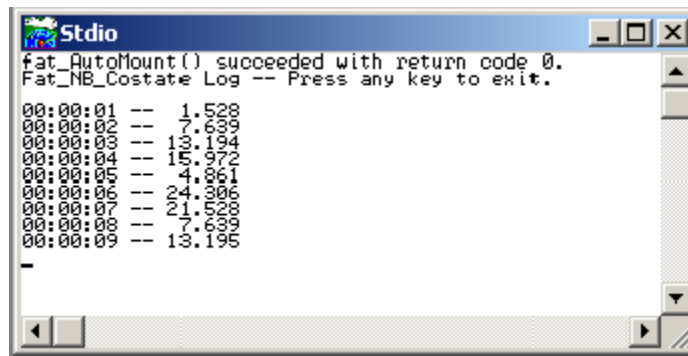 Stdio
fat_AutoMount() succeeded with return code 0.
Fat_NB_Costate Log -- Press any key to exit.
00:00:01 --  1.528
00:00:02 --  7.639
00:00:03 -- 13.194
00:00:04 -- 15.972
00:00:05 --  4.861
00:00:06 -- 24.306
00:00:07 -- 21.528
00:00:08 --  7.639
00:00:09 -- 13.195